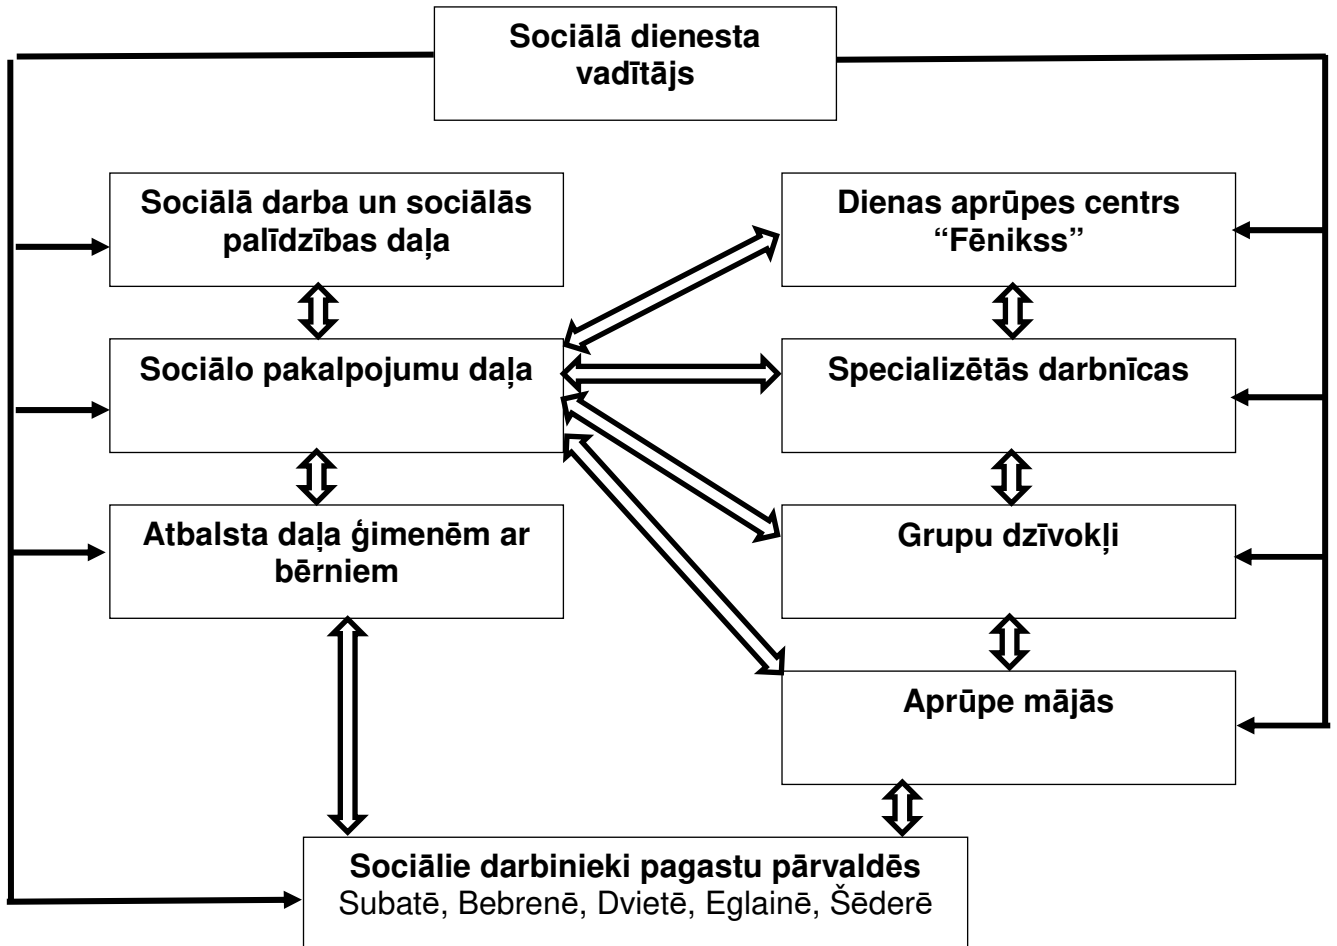 Sociālā dienesta
vadītājs
Sociālā darba un sociālās
palīdzības daļa
Dienas aprūpes centrs
“Fēnikss”
Sociālo pakalpojumu daļa
Specializētās darbnīcas
Atbalsta daļa ģimenēm ar
bērniem
Grupu dzīvokļi
Aprūpe mājās
Sociālie darbinieki pagastu pārvaldēs
Subatē, Bebrenē, Dvietē, Eglainē, Šēderē